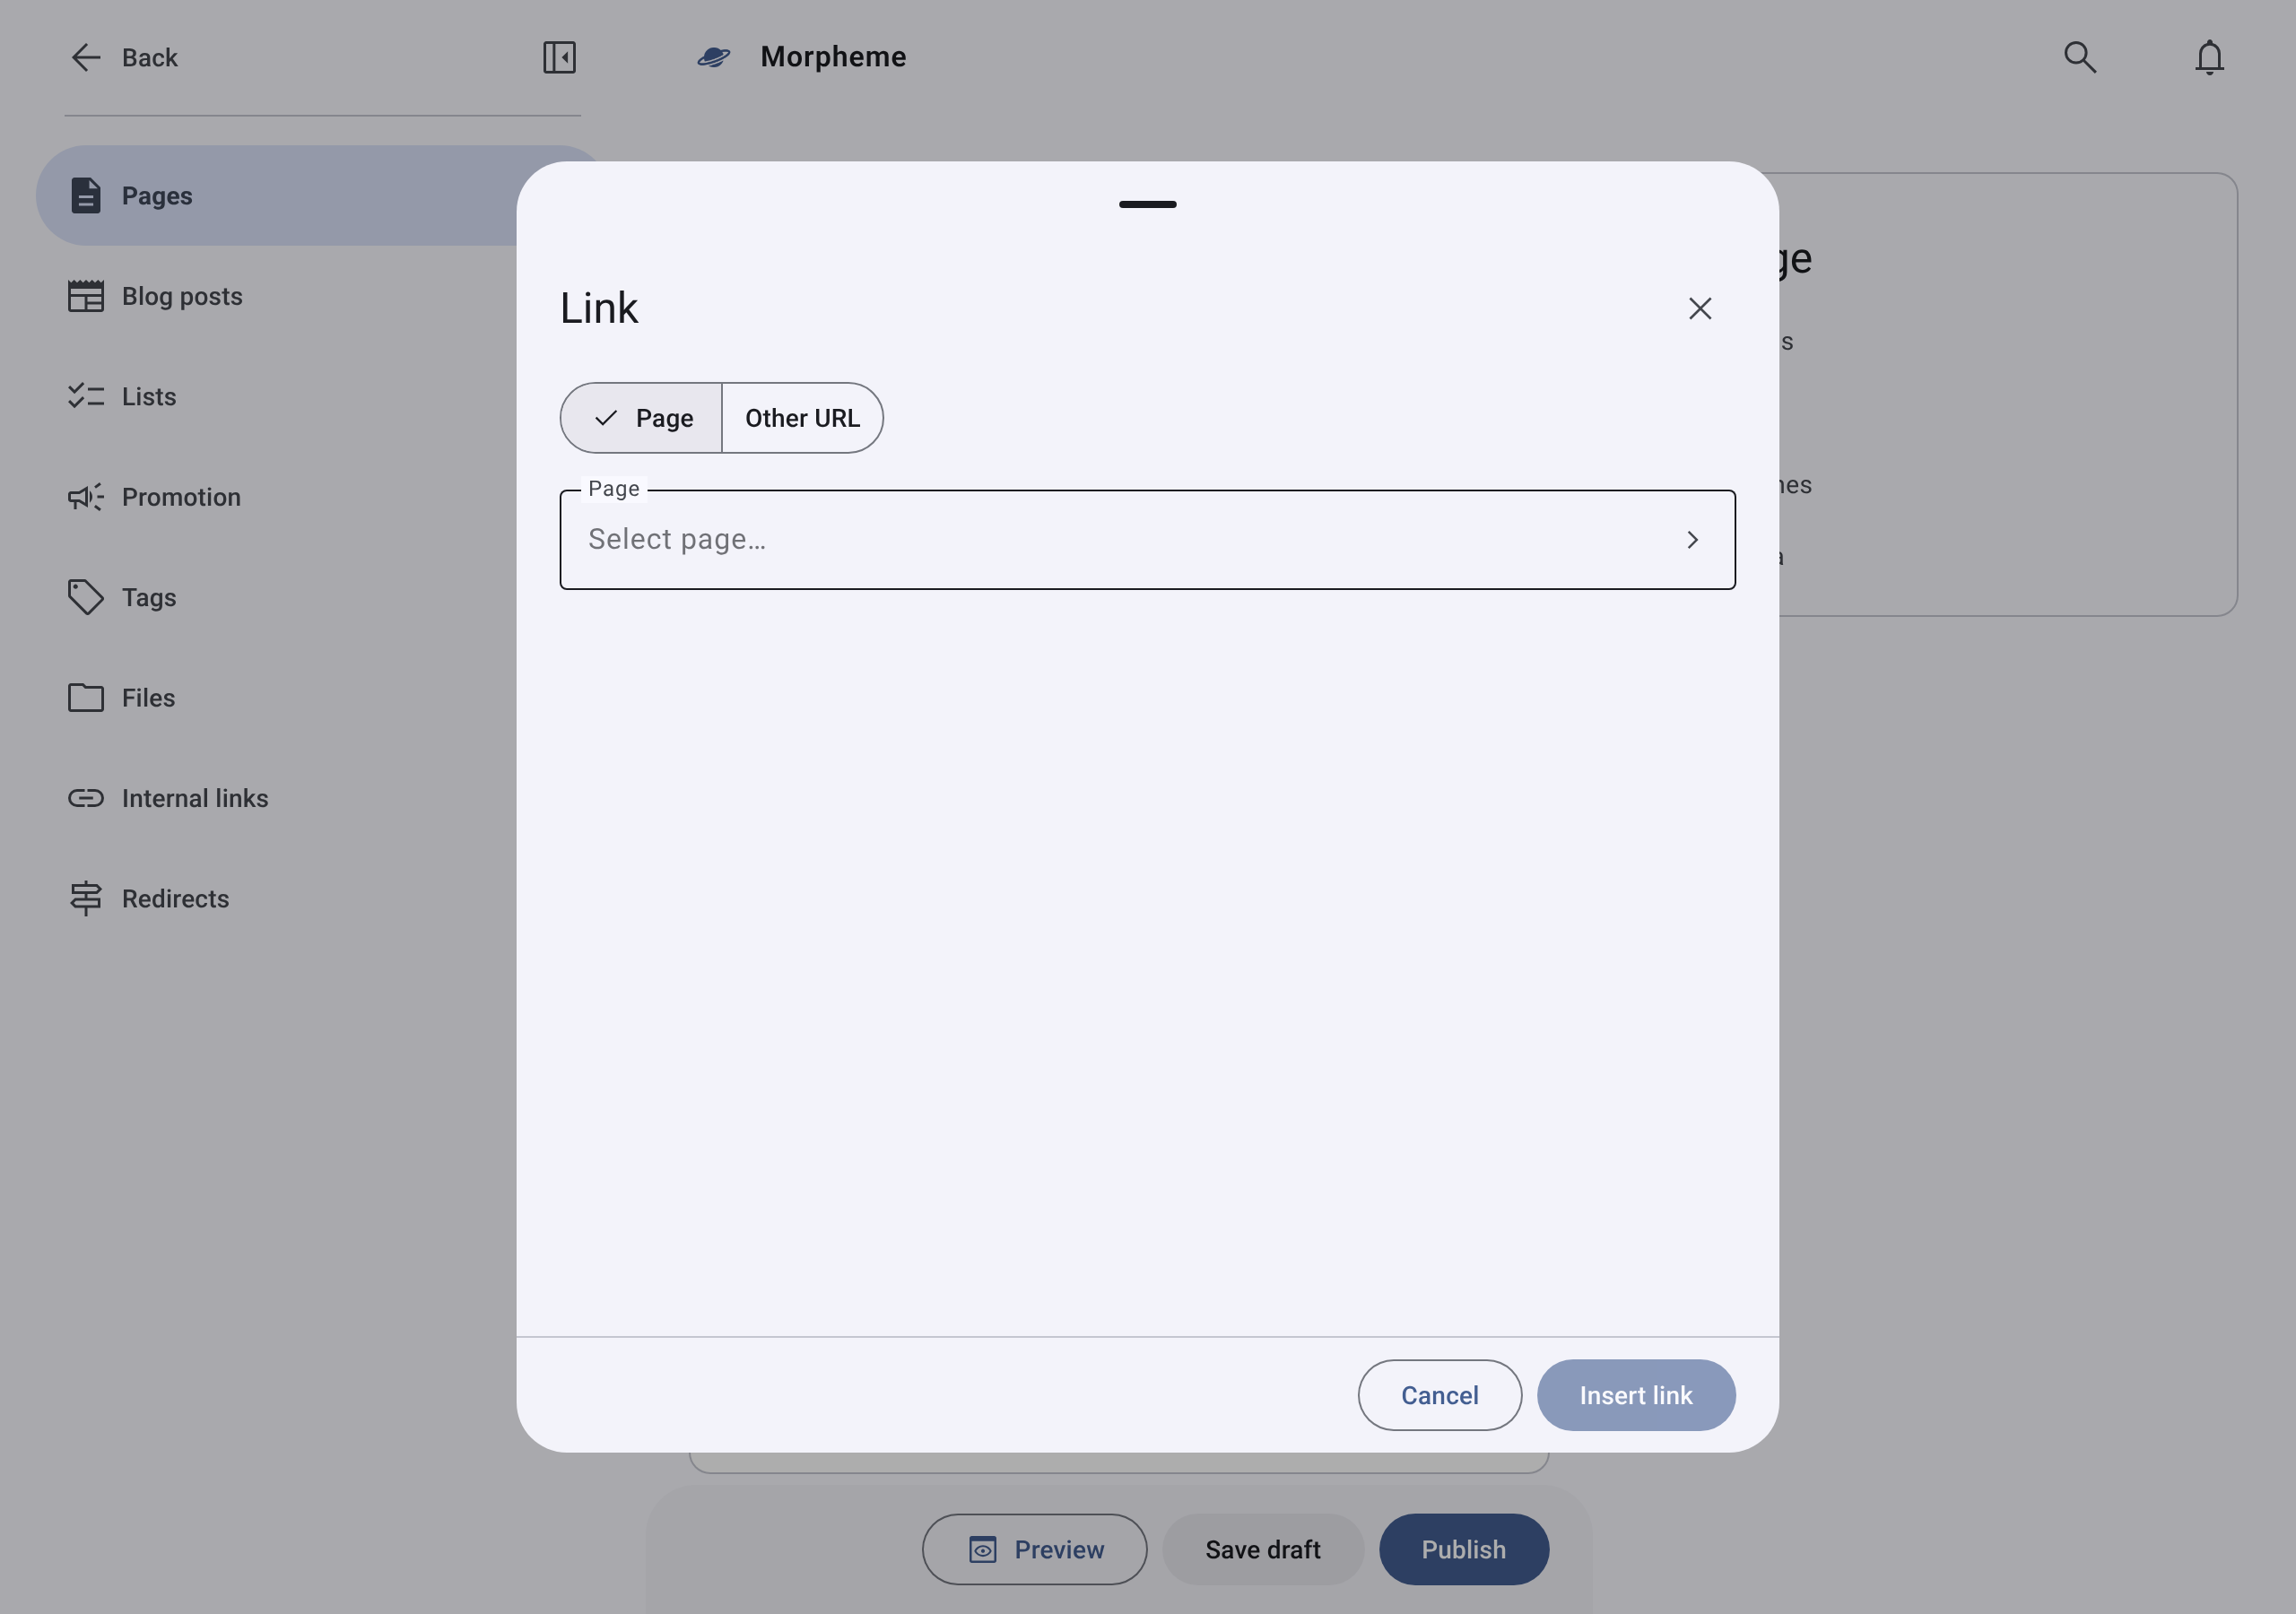 Back
Morpheme
Pages
Blog posts
Lists
Promotion
Tags
Files
Internal links
Redirects
Link
Page
Other URL
Page
Select page…
Cancel
Insert link
Preview
Save draft
Publish